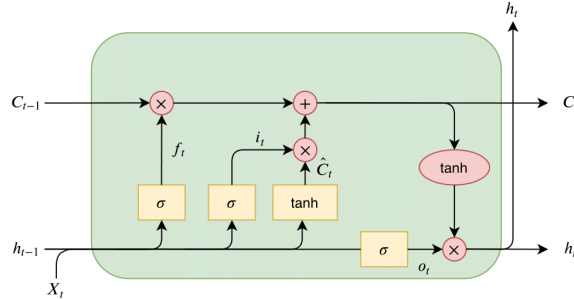 h_t
C_{t-1} × + C
f_t i_t × Ĉ_t tanh
σ σ tanh
h_{t-1} σ o_t × h_t
X_t